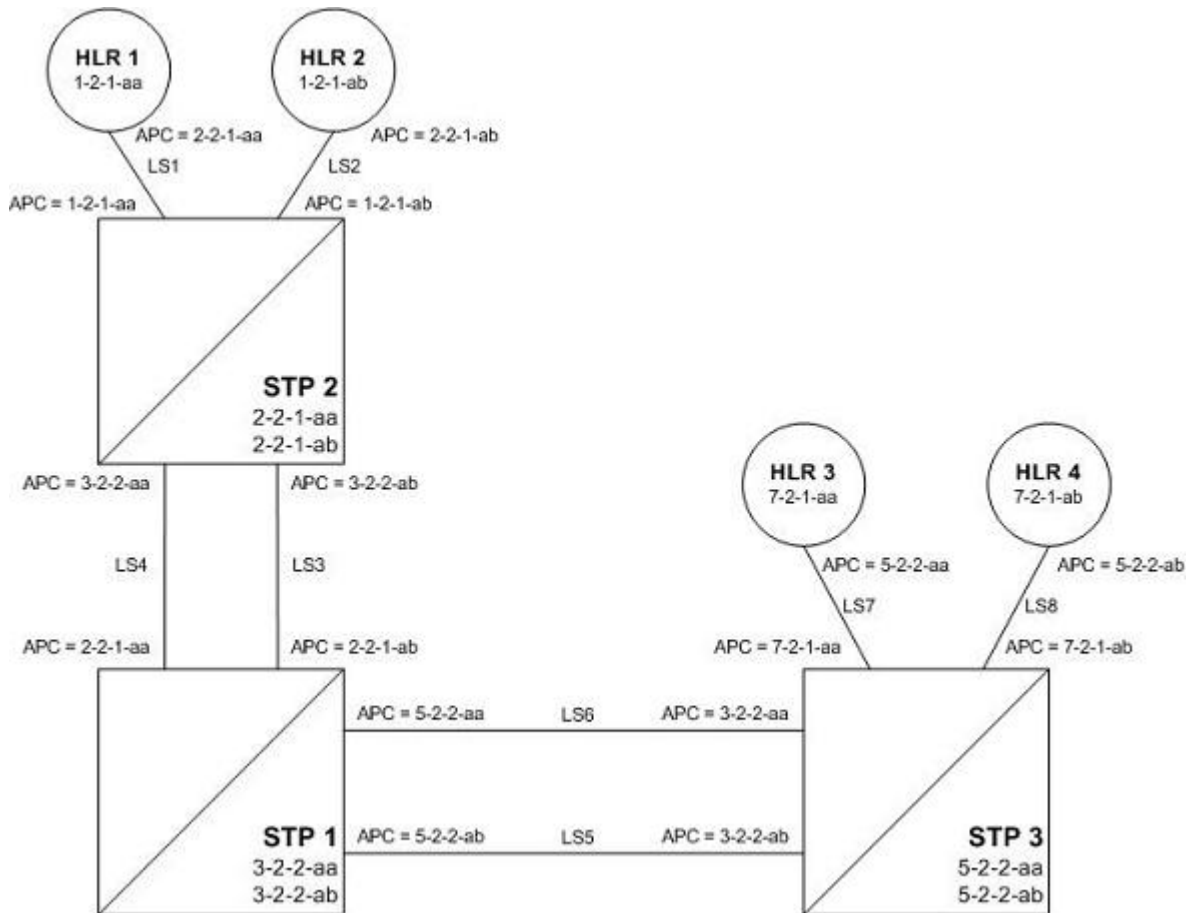 HLR 1
1-2-1-aa
HLR 2
1-2-1-ab
APC = 2-2-1-aa
APC = 2-2-1-ab
LS1
LS2
APC = 1-2-1-aa
APC = 1-2-1-ab
STP 2
2-2-1-aa
2-2-1-ab
APC = 3-2-2-aa
APC = 3-2-2-ab
LS4
LS3
APC = 2-2-1-aa
APC = 2-2-1-ab
HLR 3
7-2-1-aa
HLR 4
7-2-1-ab
APC = 5-2-2-aa
APC = 5-2-2-ab
LS7
LS8
APC = 7-2-1-aa
APC = 7-2-1-ab
APC = 5-2-2-aa
LS6
APC = 3-2-2-aa
STP 1
3-2-2-aa
3-2-2-ab
APC = 5-2-2-ab
LS5
APC = 3-2-2-ab
STP 3
5-2-2-aa
5-2-2-ab